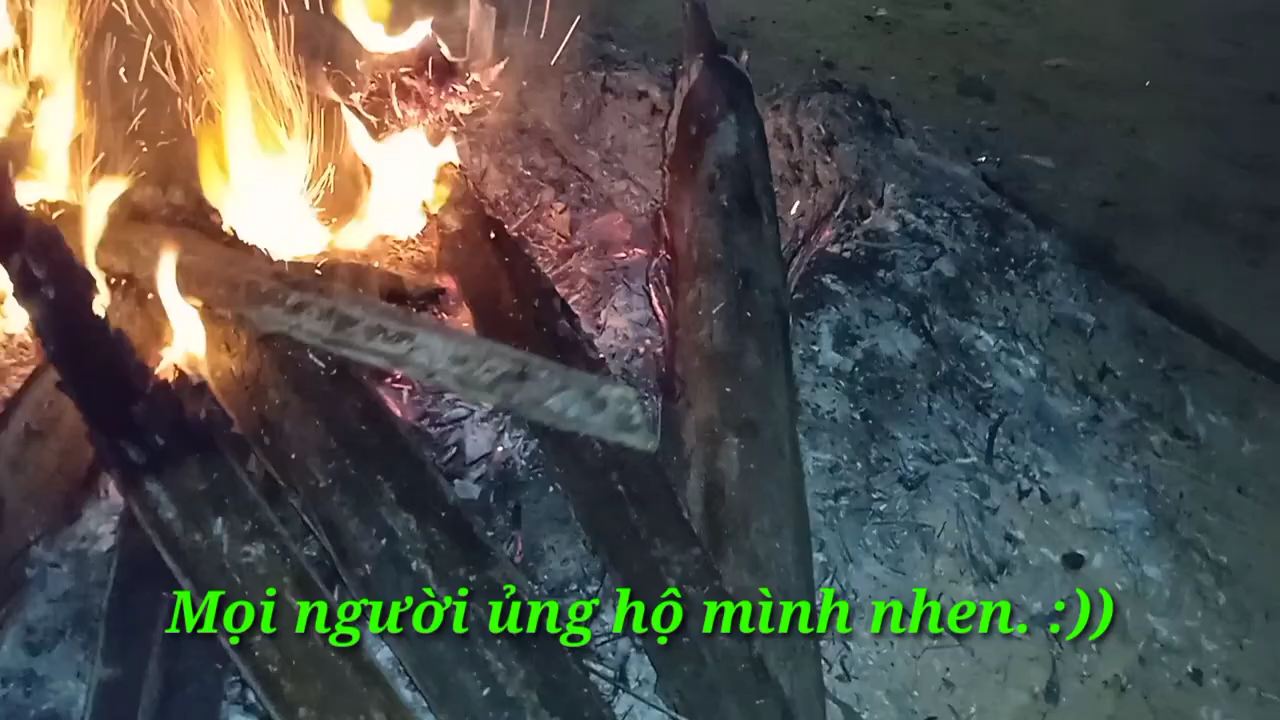 Mọi người ủng hộ mình nhen. :))